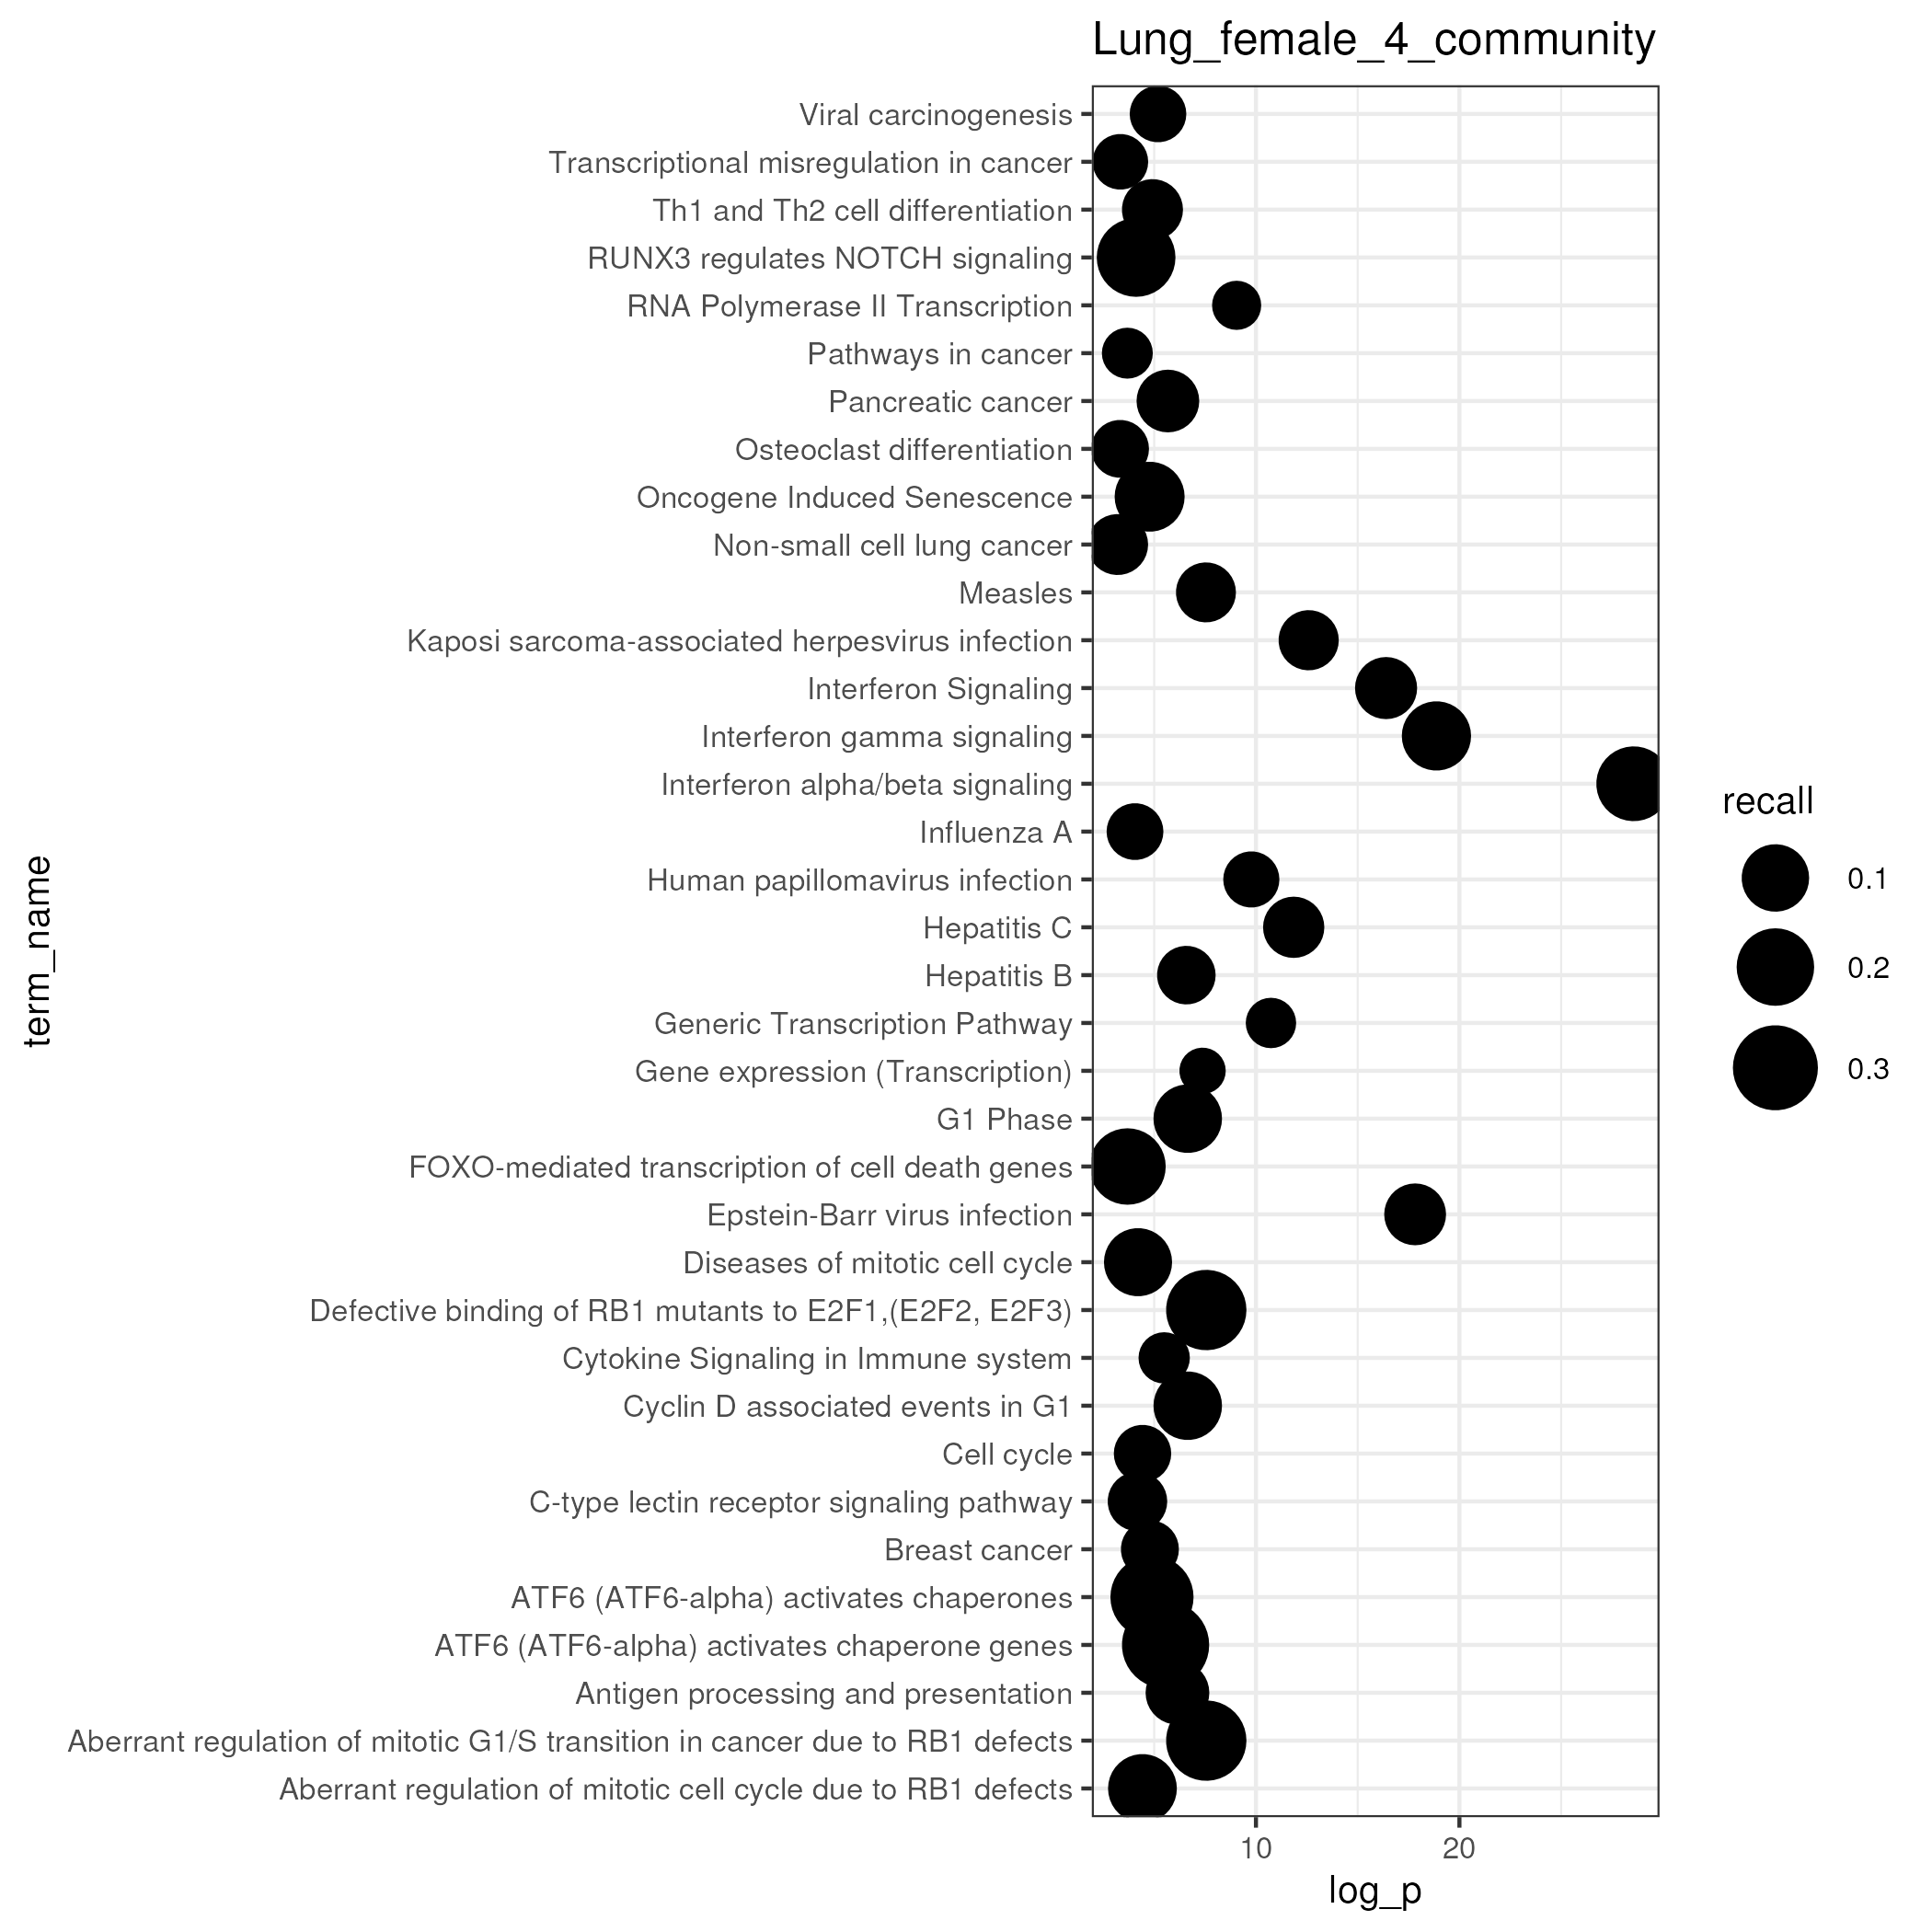 Lung_female_4_community
Viral carcinogenesis
Transcriptional misregulation in cancer
Th1 and Th2 cell differentiation
RUNX3 regulates NOTCH signaling
RNA Polymerase II Transcription
Pathways in cancer
Pancreatic cancer
Osteoclast differentiation
Oncogene Induced Senescence
Non-small cell lung cancer
Measles
Kaposi sarcoma-associated herpesvirus infection
Interferon Signaling
Interferon gamma signaling
Interferon alpha/beta signaling
Influenza A
Human papillomavirus infection
Hepatitis C
Hepatitis B
Generic Transcription Pathway
Gene expression (Transcription)
G1 Phase
FOXO-mediated transcription of cell death genes
Epstein-Barr virus infection
Diseases of mitotic cell cycle
Defective binding of RB1 mutants to E2F1,(E2F2, E2F3)
Cytokine Signaling in Immune system
Cyclin D associated events in G1
Cell cycle
C-type lectin receptor signaling pathway
Breast cancer
ATF6 (ATF6-alpha) activates chaperones
ATF6 (ATF6-alpha) activates chaperone genes
Antigen processing and presentation
Aberrant regulation of mitotic G1/S transition in cancer due to RB1 defects
Aberrant regulation of mitotic cell cycle due to RB1 defects
term_name
10 20
log_p
recall
0.1
0.2
0.3